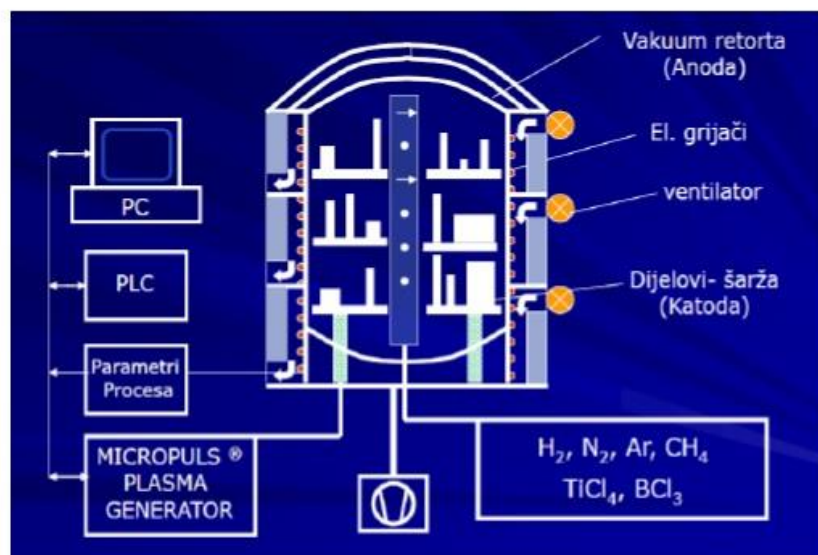 Vakuum retorta
(Anoda)
El. grijači
ventilator
Dijelovi- šarža
(Katoda)
PC
PLC
Parametri
Procesa
MICROPULS ®
PLASMA
GENERATOR
H₂, N₂, Ar, CH₄
TiCl₄, BCl₃